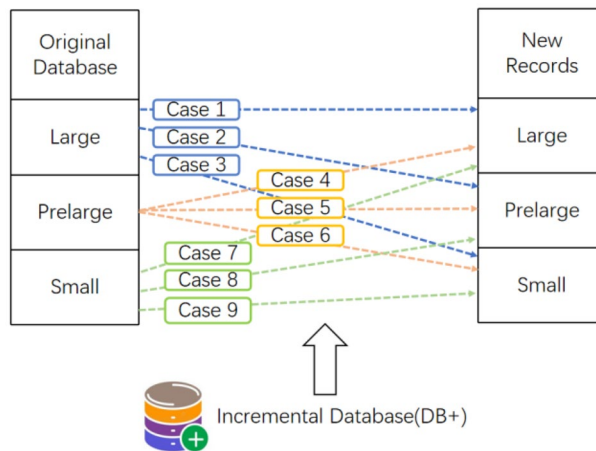 Original
Database
New
Records
Large
Prelarge
Small
Case 1
Case 2
Case 3
Case 4
Case 5
Case 6
Case 7
Case 8
Case 9
Large
Prelarge
Small
Incremental Database(DB+)